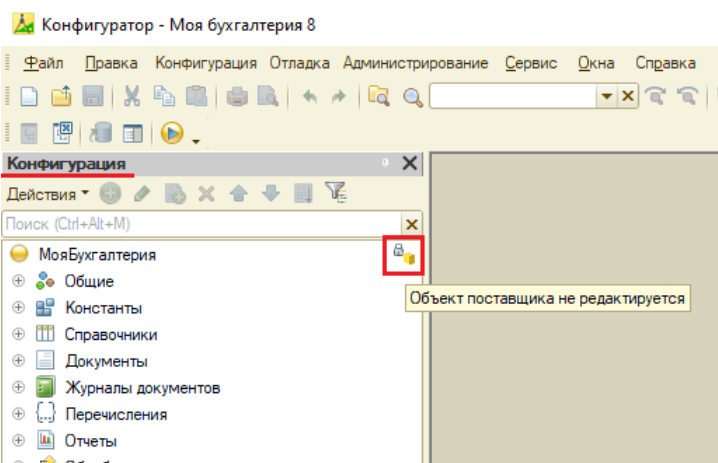 Конфигуратор - Моя бухгалтерия 8
Файл Правка Конфигурация Отладка Администрирование Сервис Окна Справка
Конфигурация
Действия
Поиск (Ctrl+Alt+M)
МояБухгалтерия
Общие
Объект поставщика не редактируется
Константы
Справочники
Документы
Журналы документов
Перечисления
Отчеты